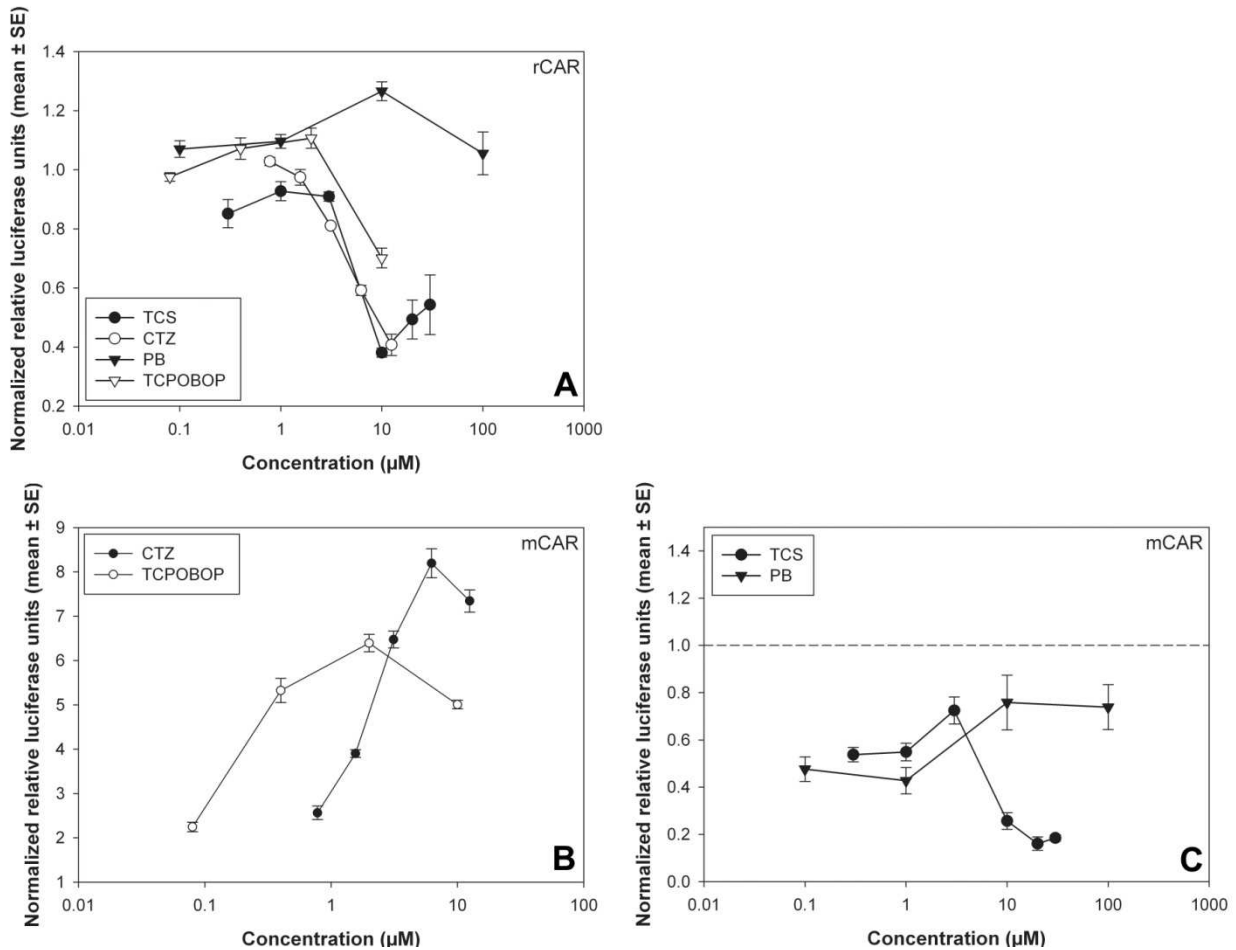 Normalized relative luciferase units (mean ± SE)
1.4
1.2
1.0
0.8
0.6
0.4
0.2
rCAR
TCS
CTZ
PB
TCPOBOP
A
0.01
0.1
1
10
100
1000
Concentration (µM)
Normalized relative luciferase units (mean ± SE)
9
8
7
6
5
4
3
2
1
CTZ
TCPOBOP
mCAR
B
0.01
0.1
1
10
100
Concentration (µM)
Normalized relative luciferase units (mean ± SE)
1.4
1.2
1.0
0.8
0.6
0.4
0.2
0.0
TCS
PB
mCAR
C
0.01
0.1
1
10
100
1000
Concentration (µM)